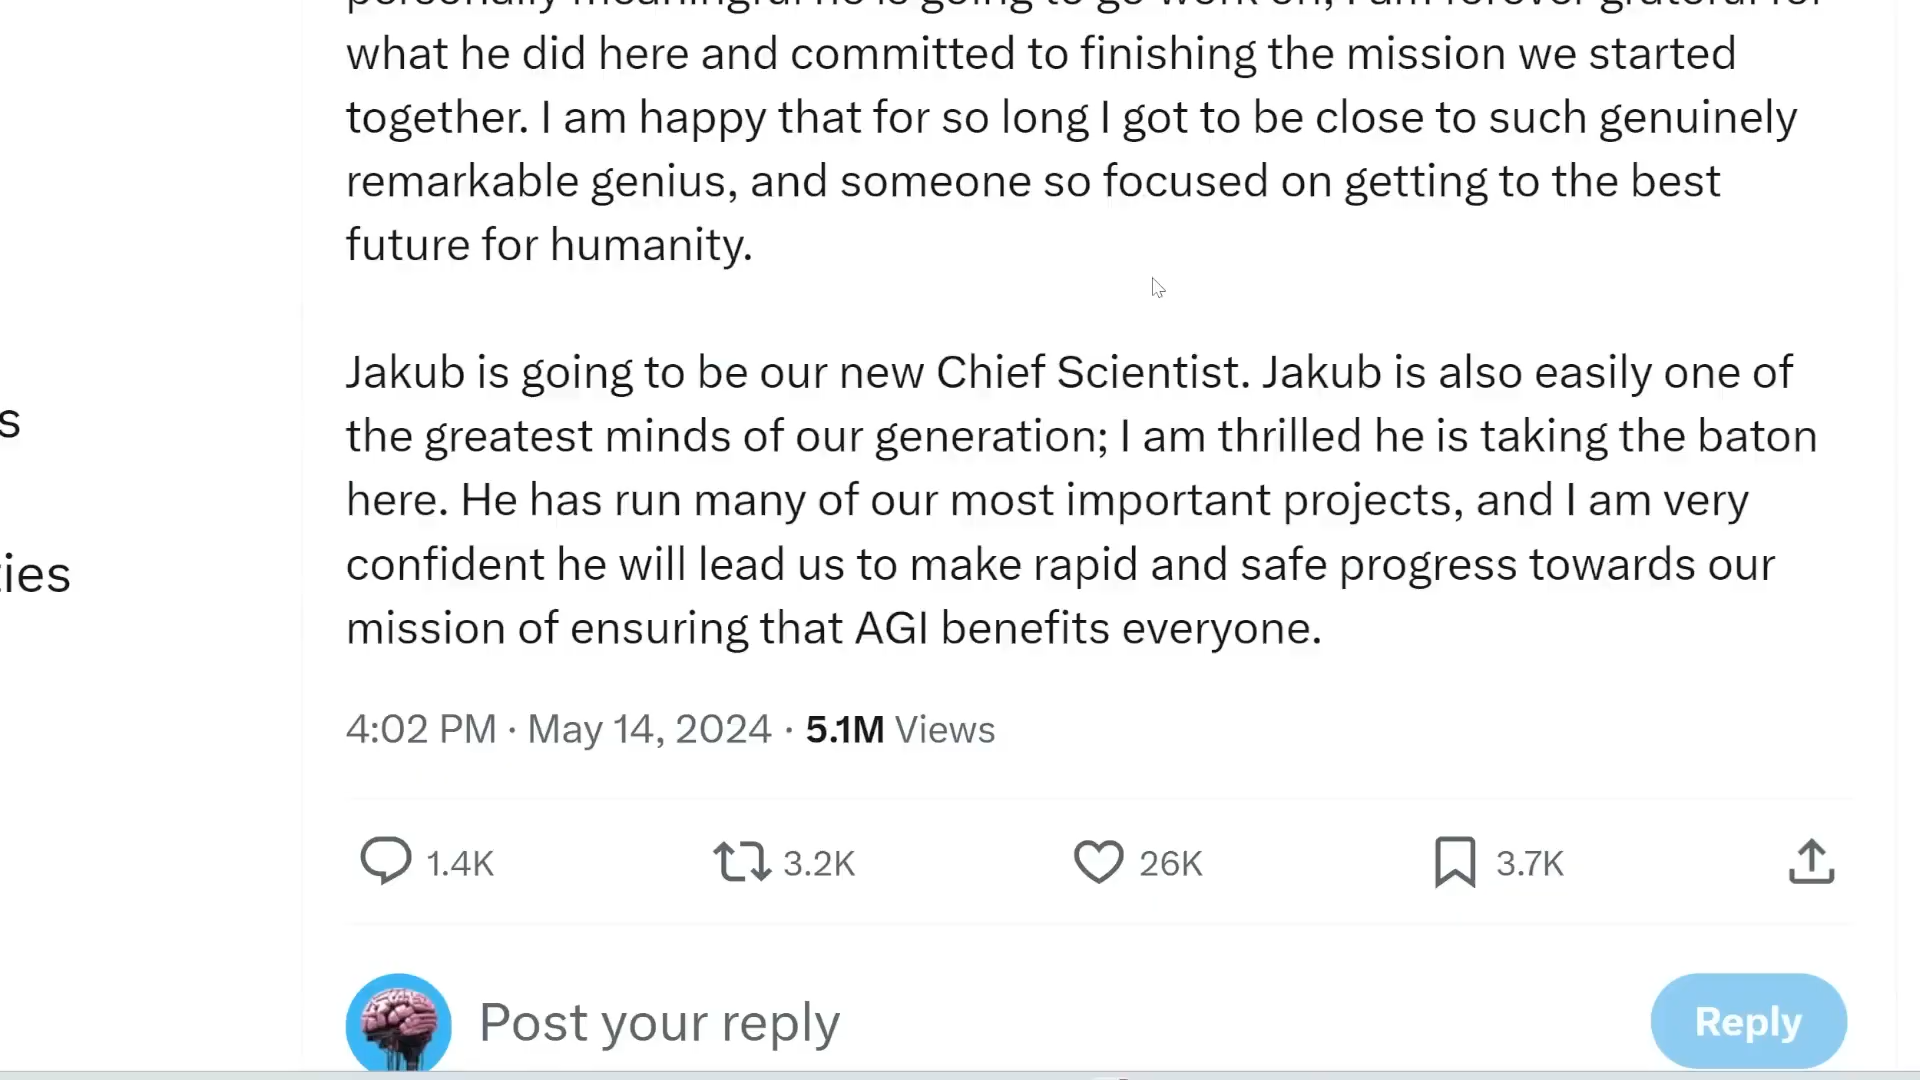 what he did here and committed to finishing the mission we started
together. I am happy that for so long I got to be close to such genuinely
remarkable genius, and someone so focused on getting to the best
future for humanity.
Jakub is going to be our new Chief Scientist. Jakub is also easily one of
s
the greatest minds of our generation; I am thrilled he is taking the baton
here. He has run many of our most important projects, and I am very
confident he will lead us to make rapid and safe progress towards our
ties
mission of ensuring that AGI benefits everyone.
4:02 PM · May 14, 2024 · 5.1M Views
1.4K 3.2K 26K 3.7K
Post your reply Reply